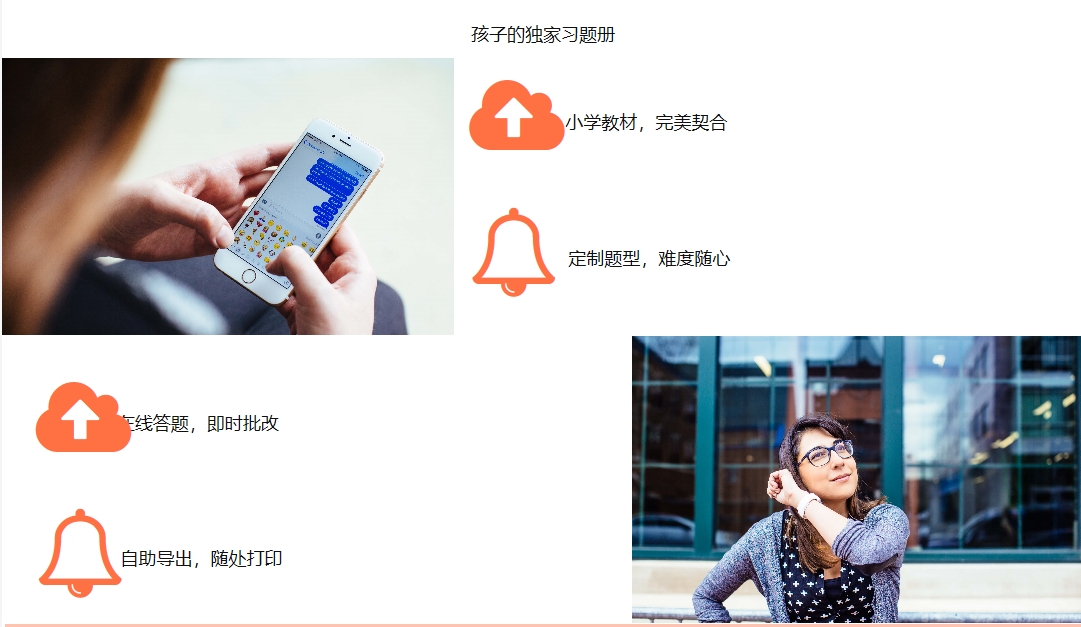 孩子的独家习题册
小学教材，完美契合
定制题型，难度随心
在线答题，即时批改
自助导出，随处打印